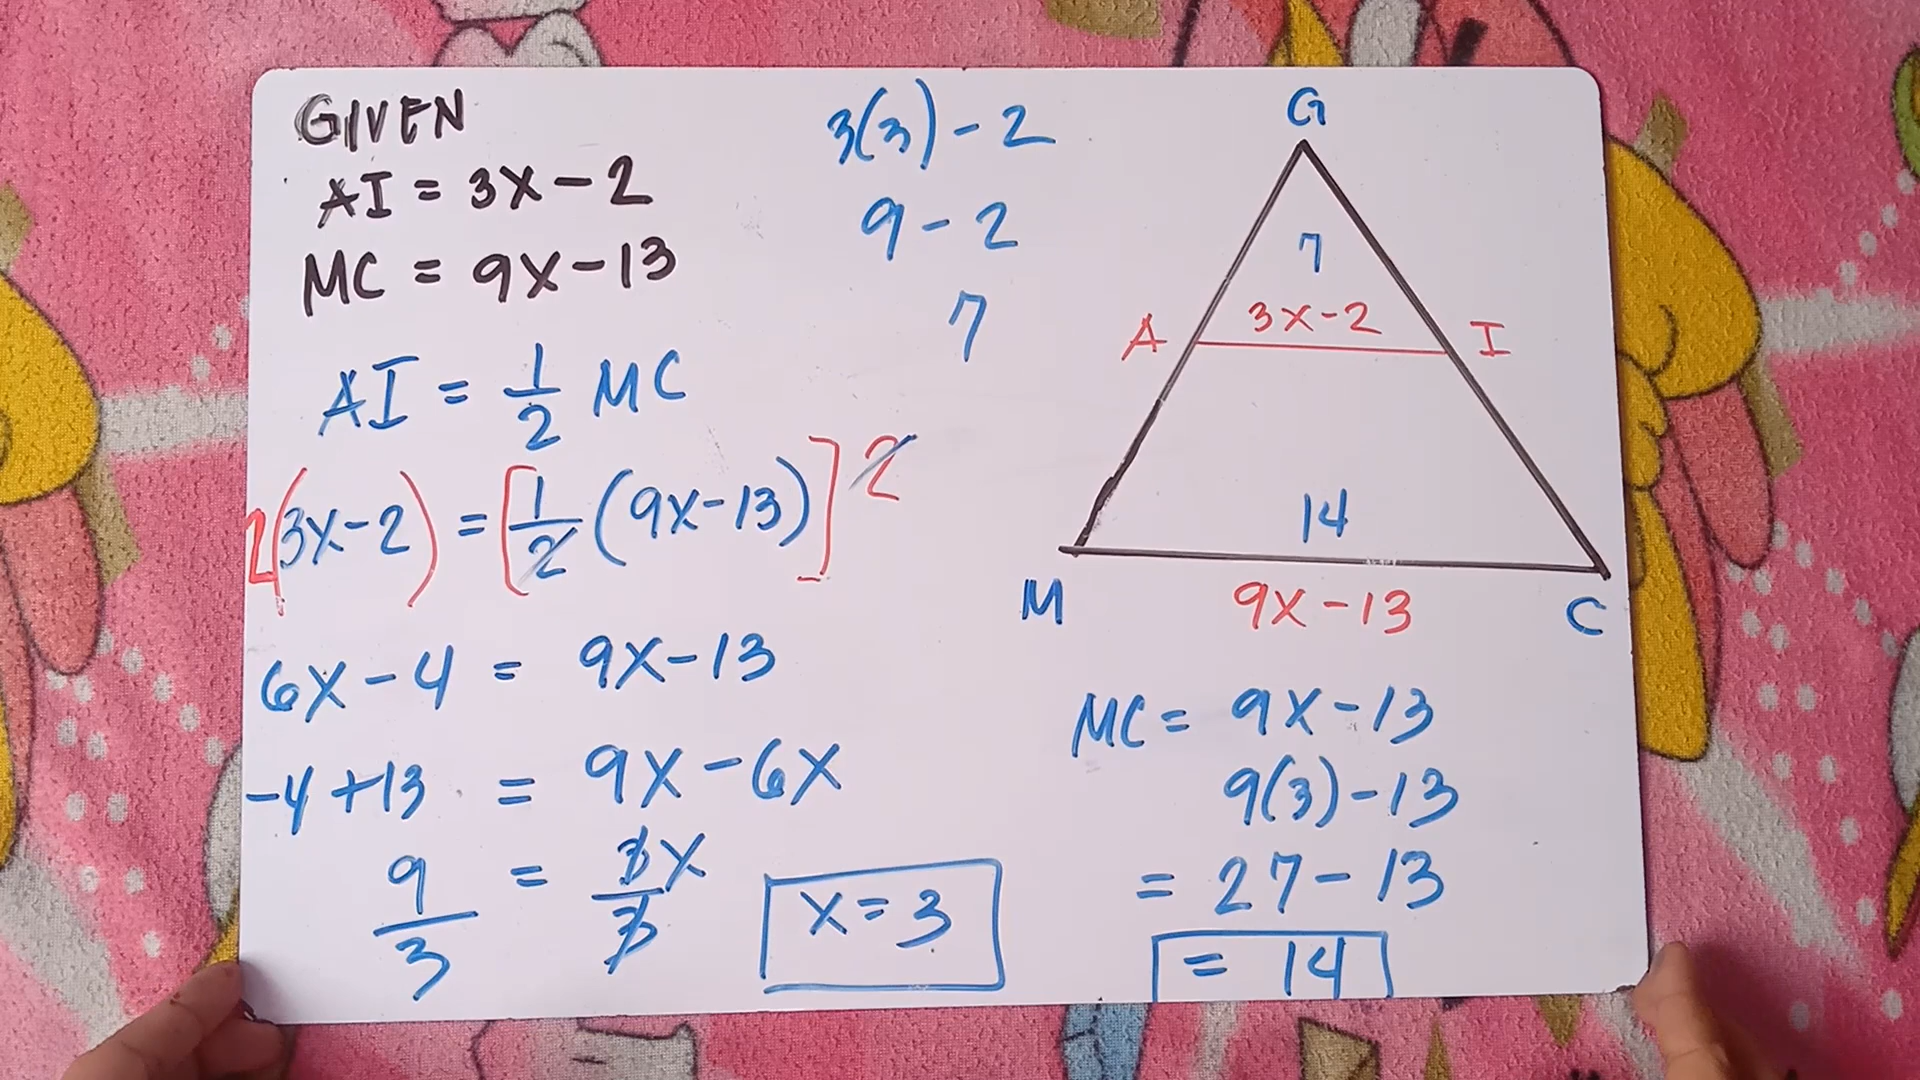 GIVEN
AI = 3x - 2
MC = 9x - 13
AI = 1/2 MC
2(3x - 2) = [1/2 (9x - 13)] 2
6x - 4 = 9x - 13
-4 + 13 = 9x - 6x
9/3 = 3x/3
x = 3
3(3) - 2
9 - 2
7
G
7
3x - 2
A I
14
M C
9x - 13
MC = 9x - 13
9(3) - 13
= 27 - 13
= 14